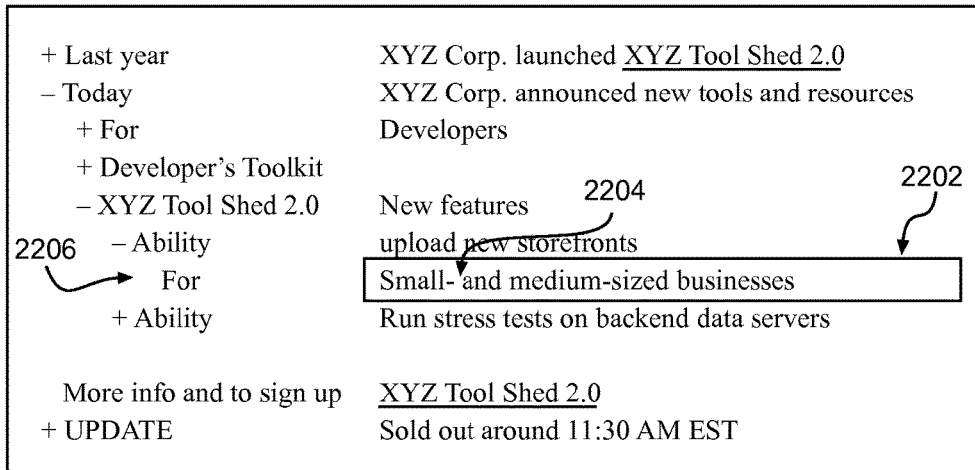 + Last year XYZ Corp. launched XYZ Tool Shed 2.0
– Today XYZ Corp. announced new tools and resources
+ For Developers
+ Developer’s Toolkit
2204 2202
– XYZ Tool Shed 2.0 New features
2206 – Ability upload new storefronts
For Small- and medium-sized businesses
+ Ability Run stress tests on backend data servers
More info and to sign up XYZ Tool Shed 2.0
+ UPDATE Sold out around 11:30 AM EST